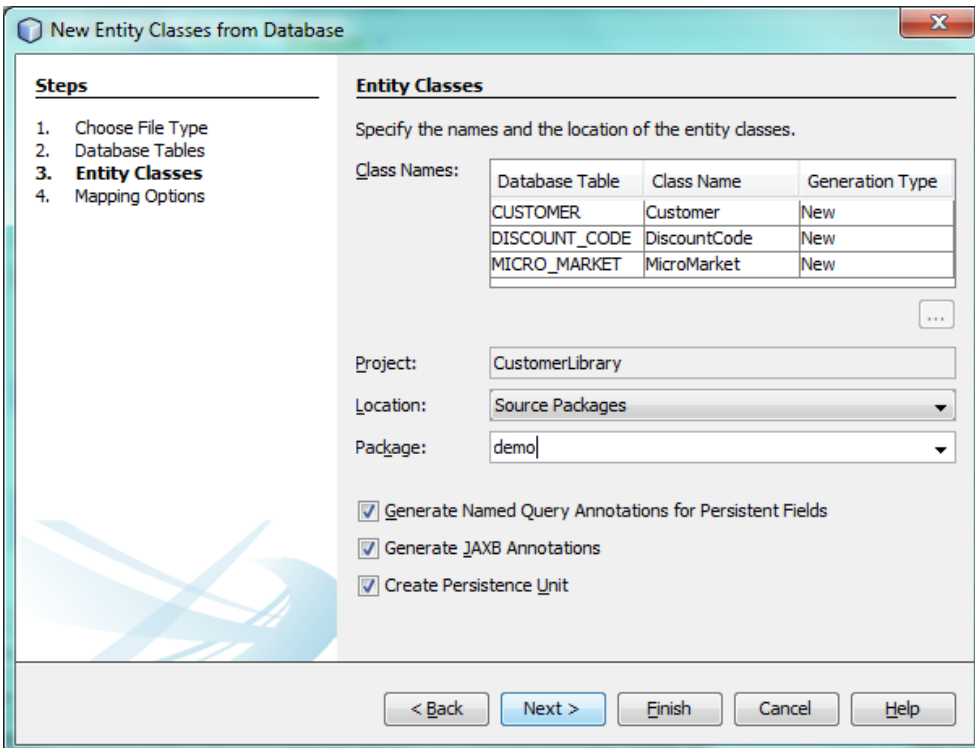 New Entity Classes from Database
X
Steps
1. Choose File Type
2. Database Tables
3. Entity Classes
4. Mapping Options
Entity Classes
Specify the names and the location of the entity classes.
Class Names:
Database Table Class Name Generation Type
CUSTOMER Customer New
DISCOUNT_CODE DiscountCode New
MICRO_MARKET MicroMarket New
...
Project: CustomerLibrary
Location: Source Packages
Package: demo
Generate Named Query Annotations for Persistent Fields
Generate JAXB Annotations
Create Persistence Unit
< Back Next > Finish Cancel Help